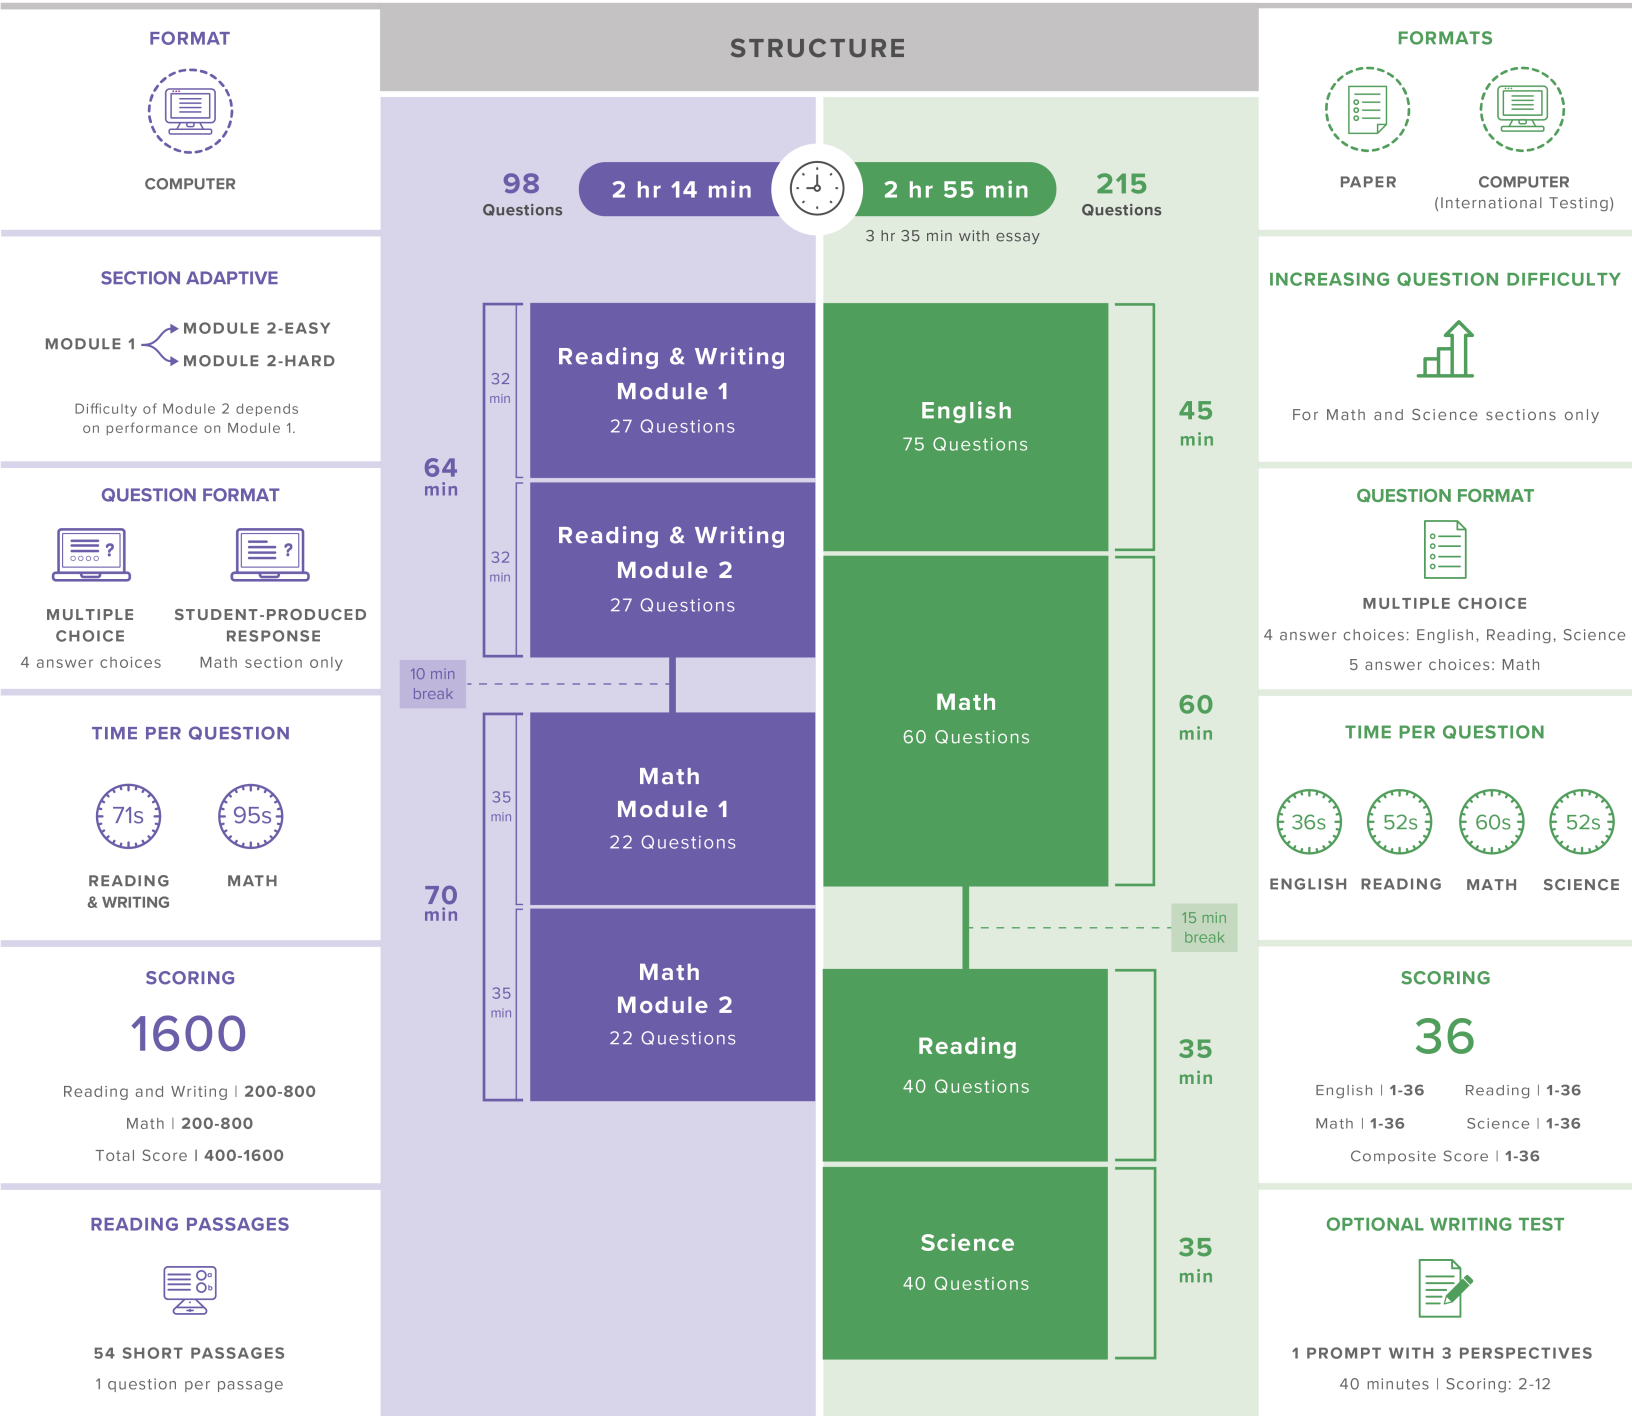 FORMAT
COMPUTER
SECTION ADAPTIVE
MODULE 1
MODULE 2-EASY
MODULE 2-HARD
Difficulty of Module 2 depends
on performance on Module 1.
QUESTION FORMAT
?
?
MULTIPLE
CHOICE
4 answer choices
STUDENT-PRODUCED
RESPONSE
Math section only
TIME PER QUESTION
71s
95s
READING
& WRITING
MATH
SCORING
1600
Reading and Writing | 200-800
Math | 200-800
Total Score | 400-1600
READING PASSAGES
a
b
54 SHORT PASSAGES
1 question per passage
STRUCTURE
98
Questions
2 hr 14 min
2 hr 55 min
215
Questions
3 hr 35 min with essay
64
min
32
min
Reading & Writing
Module 1
27 Questions
32
min
Reading & Writing
Module 2
27 Questions
10 min
break
70
min
35
min
Math
Module 1
22 Questions
35
min
Math
Module 2
22 Questions
English
75 Questions
45
min
Math
60 Questions
60
min
15 min
break
Reading
40 Questions
35
min
Science
40 Questions
35
min
FORMATS
PAPER
COMPUTER
(International Testing)
INCREASING QUESTION DIFFICULTY
For Math and Science sections only
QUESTION FORMAT
MULTIPLE CHOICE
4 answer choices: English, Reading, Science
5 answer choices: Math
TIME PER QUESTION
36s
52s
60s
52s
ENGLISH
READING
MATH
SCIENCE
SCORING
36
English | 1-36
Reading | 1-36
Math | 1-36
Science | 1-36
Composite Score | 1-36
OPTIONAL WRITING TEST
1 PROMPT WITH 3 PERSPECTIVES
40 minutes | Scoring: 2-12